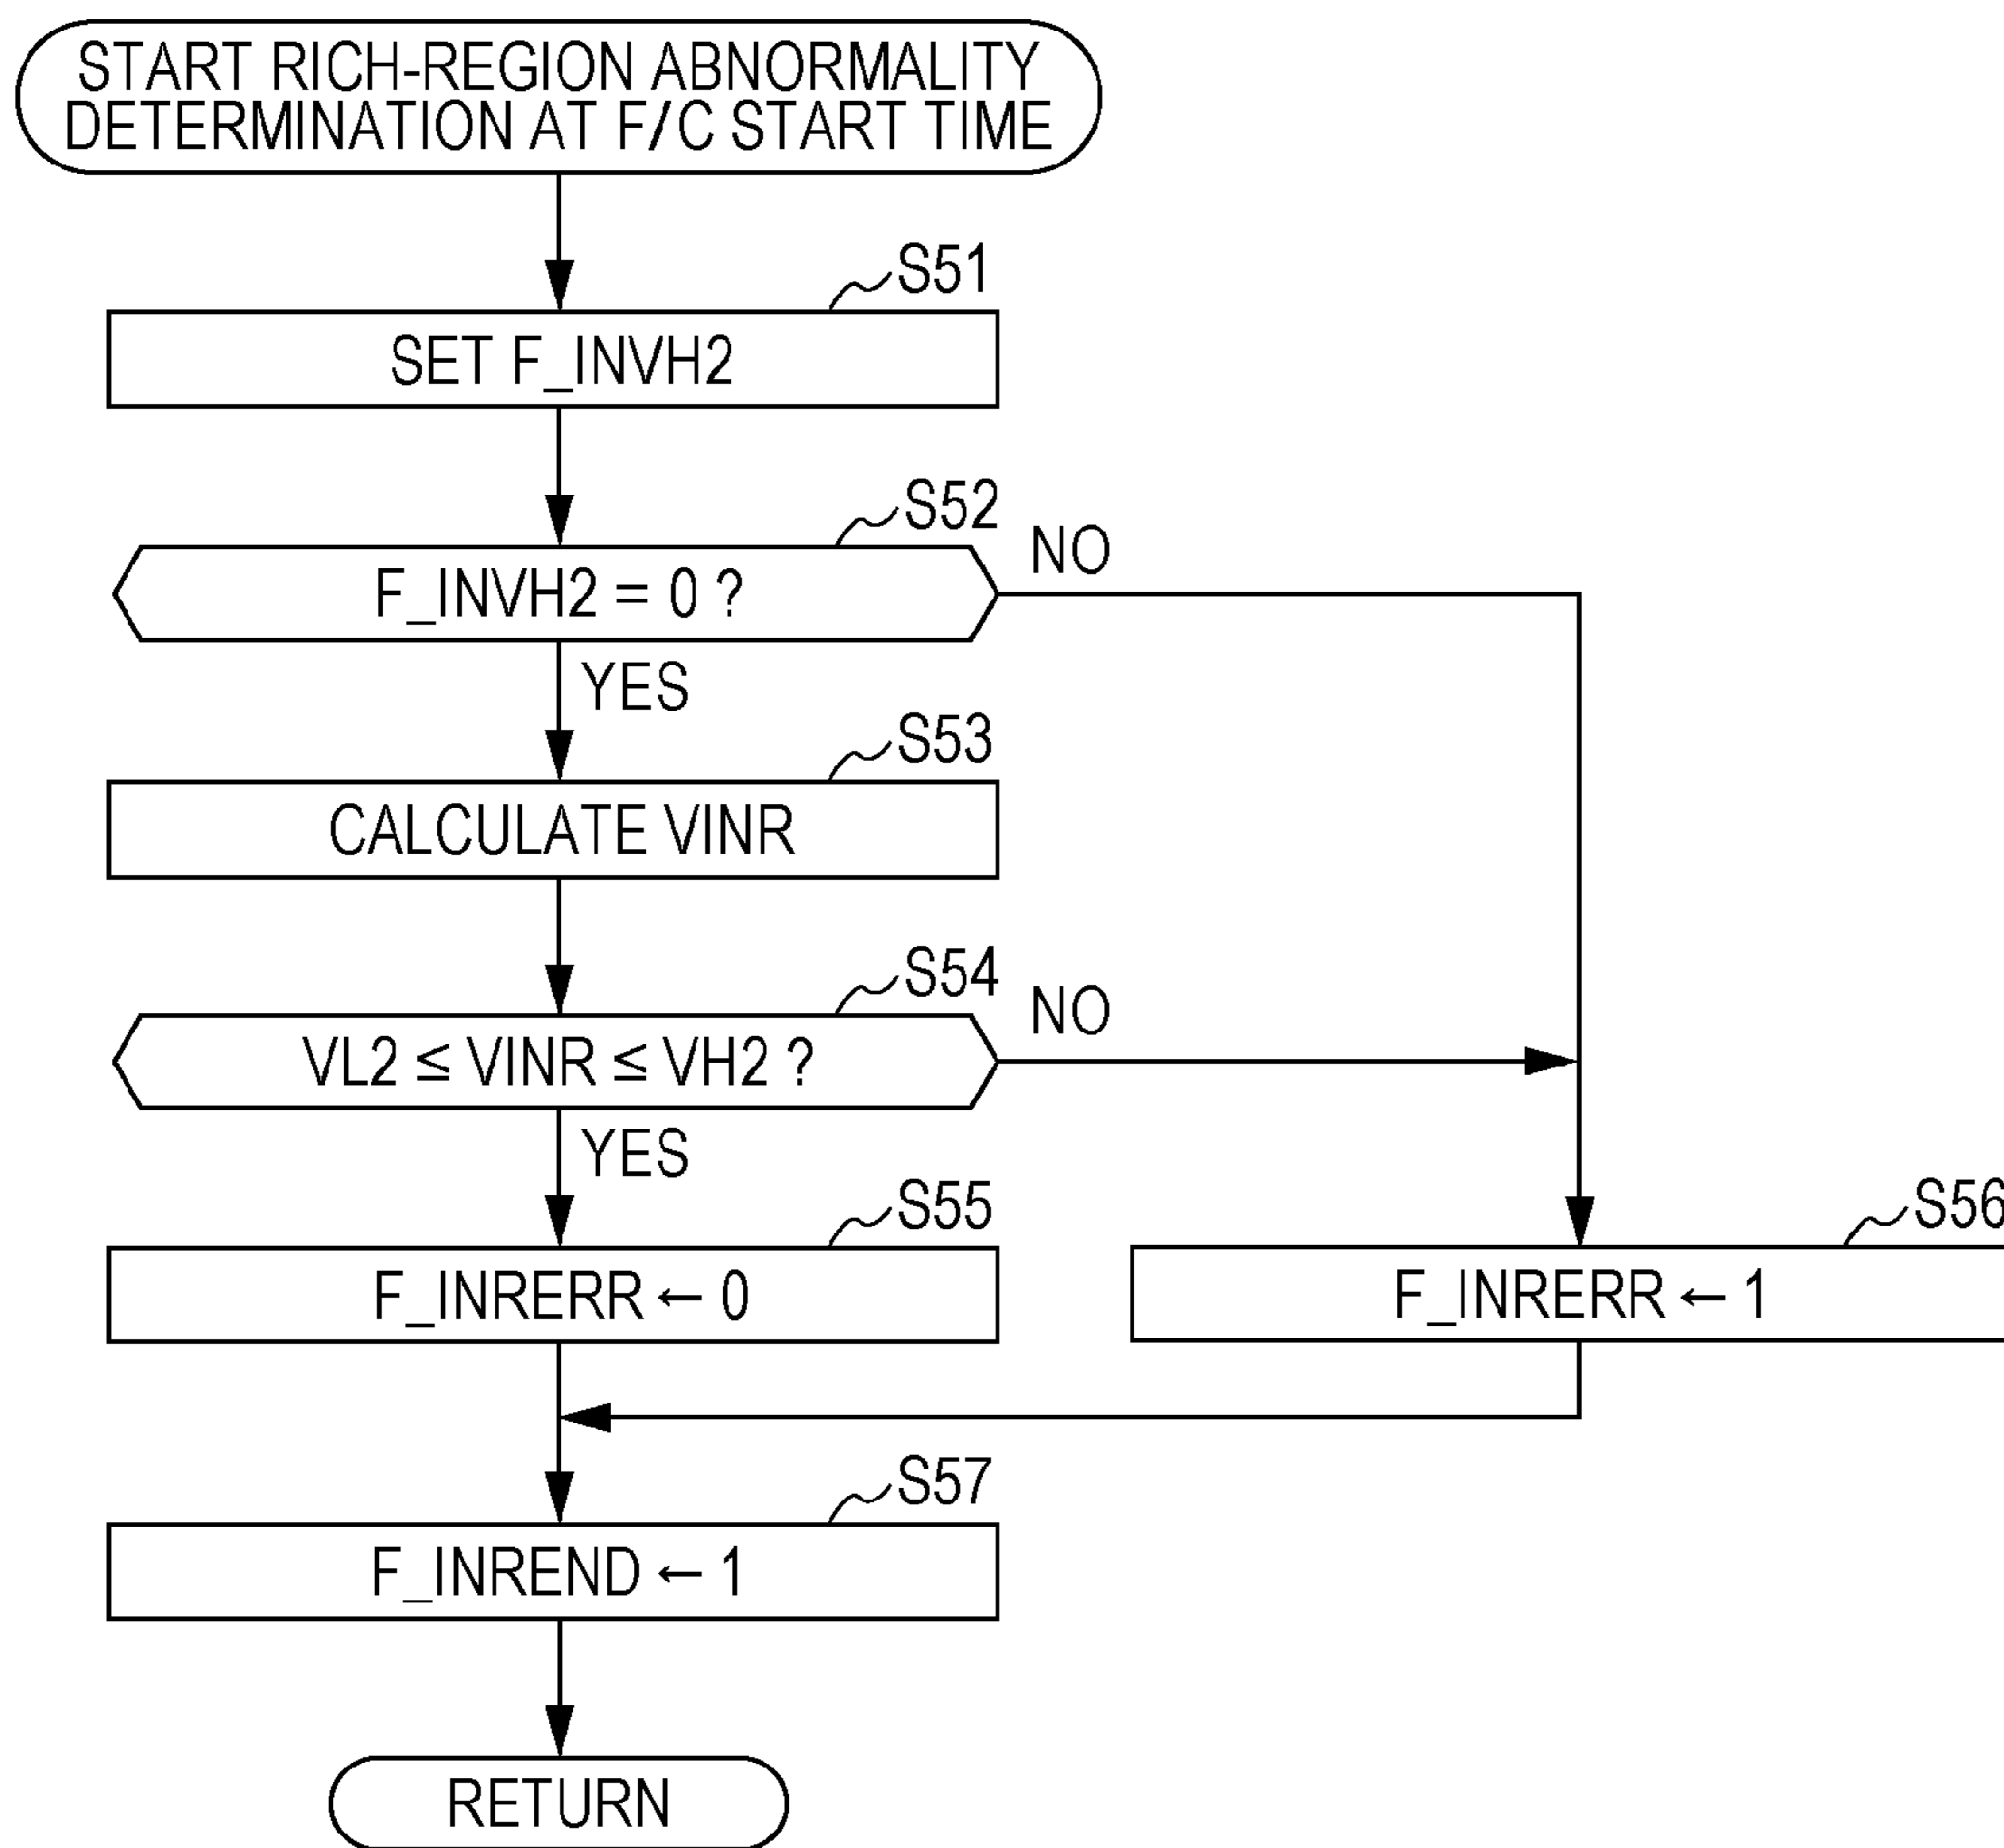 START RICH-REGION ABNORMALITY
DETERMINATION AT F/C START TIME
S51
SET F_INVH2
S52
F_INVH2 = 0 ?
NO
YES
S53
CALCULATE VINR
S54
VL2 ≤ VINR ≤ VH2 ?
NO
YES
S55
F_INRERR ← 0
S56
F_INRERR ← 1
S57
F_INREND ← 1
RETURN